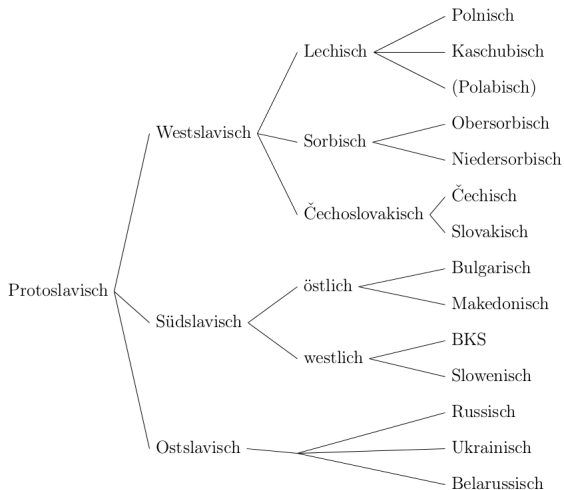 Polnisch
Lechisch
Kaschubisch
(Polabisch)
Westslavisch
Obersorbisch
Sorbisch
Niedersorbisch
Čechisch
Čechoslovakisch
Slovakisch
Protoslavisch
Bulgarisch
östlich
Makedonisch
Südslavisch
BKS
westlich
Slowenisch
Russisch
Ostslavisch
Ukrainisch
Belarussisch